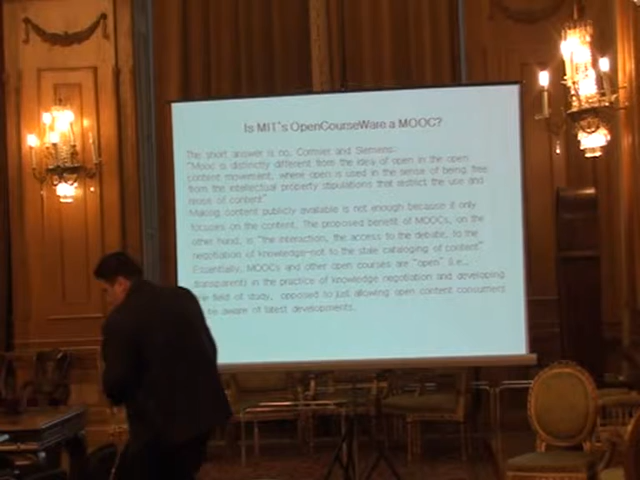 Is MIT's OpenCourseWare a MOOC?
The short answer is no. Cormier and Siemens:
"Mooc is distinctly different from the idea of open in the open
content movement, where open is used in the sense of being free
from the intellectual property stipulations that restrict the use and
reuse of content"
Making content publicly available is not enough because it only
focuses on the content. The proposed benefit of MOOCs, on the
other hand, is "the interaction, the access to the debate, to the
negotiation of knowledge-not to the stale cataloging of content"
Essentially, MOOCs and other open courses are "open" (i.e.,
transparent) in the practice of knowledge negotiation and developing
field of study, opposed to just allowing open content consumers
be aware of latest developments.